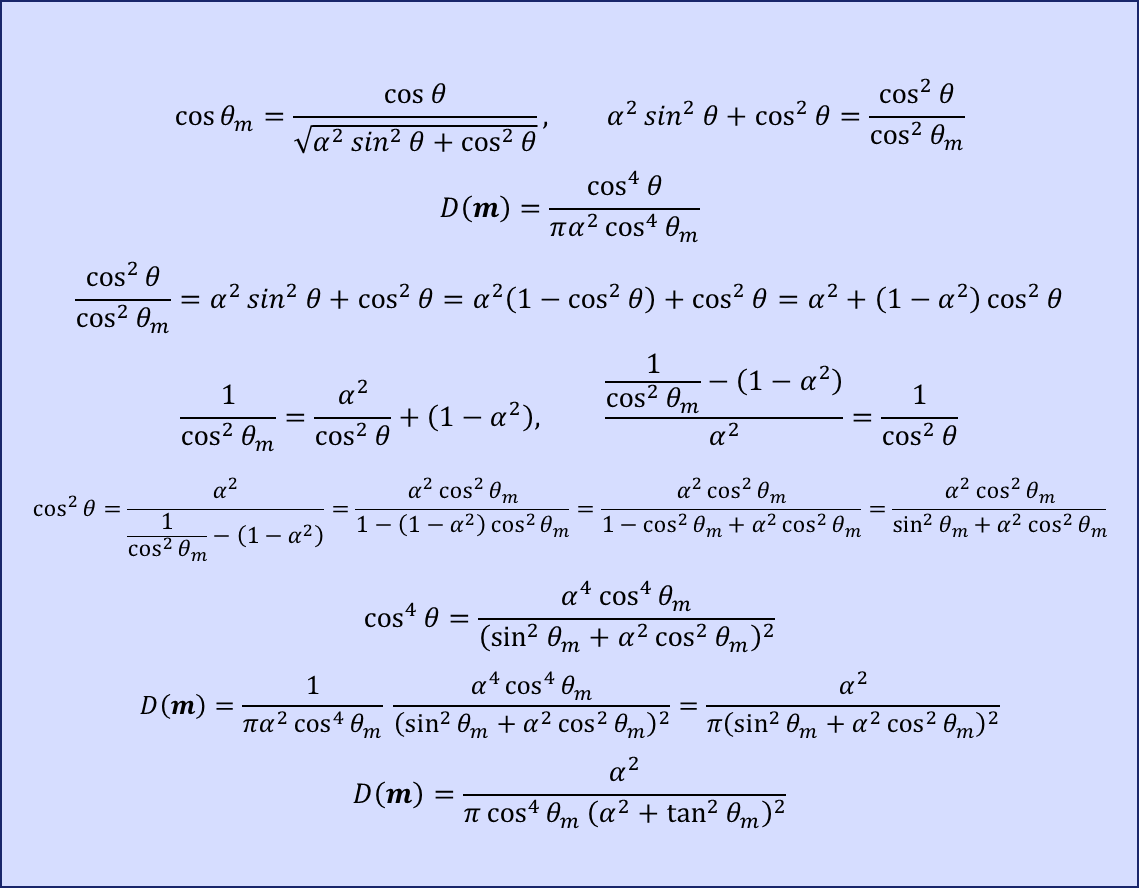 cos θ_m = cos θ / √(α² sin² θ + cos² θ),  α² sin² θ + cos² θ = cos² θ / cos² θ_m
D(m) = cos⁴ θ / (πα² cos⁴ θ_m)
cos² θ / cos² θ_m = α² sin² θ + cos² θ = α²(1 − cos² θ) + cos² θ = α² + (1 − α²) cos² θ
1 / cos² θ_m = α² / cos² θ + (1 − α²),  (1 / cos² θ_m − (1 − α²)) / α² = 1 / cos² θ
cos² θ = α² / (1 / cos² θ_m − (1 − α²)) = α² cos² θ_m / (1 − (1 − α²) cos² θ_m) = α² cos² θ_m / (1 − cos² θ_m + α² cos² θ_m) = α² cos² θ_m / (sin² θ_m + α² cos² θ_m)
cos⁴ θ = α⁴ cos⁴ θ_m / (sin² θ_m + α² cos² θ_m)²
D(m) = 1 / (πα² cos⁴ θ_m) α⁴ cos⁴ θ_m / (sin² θ_m + α² cos² θ_m)² = α² / (π(sin² θ_m + α² cos² θ_m)²)
D(m) = α² / (π cos⁴ θ_m (α² + tan² θ_m)²)